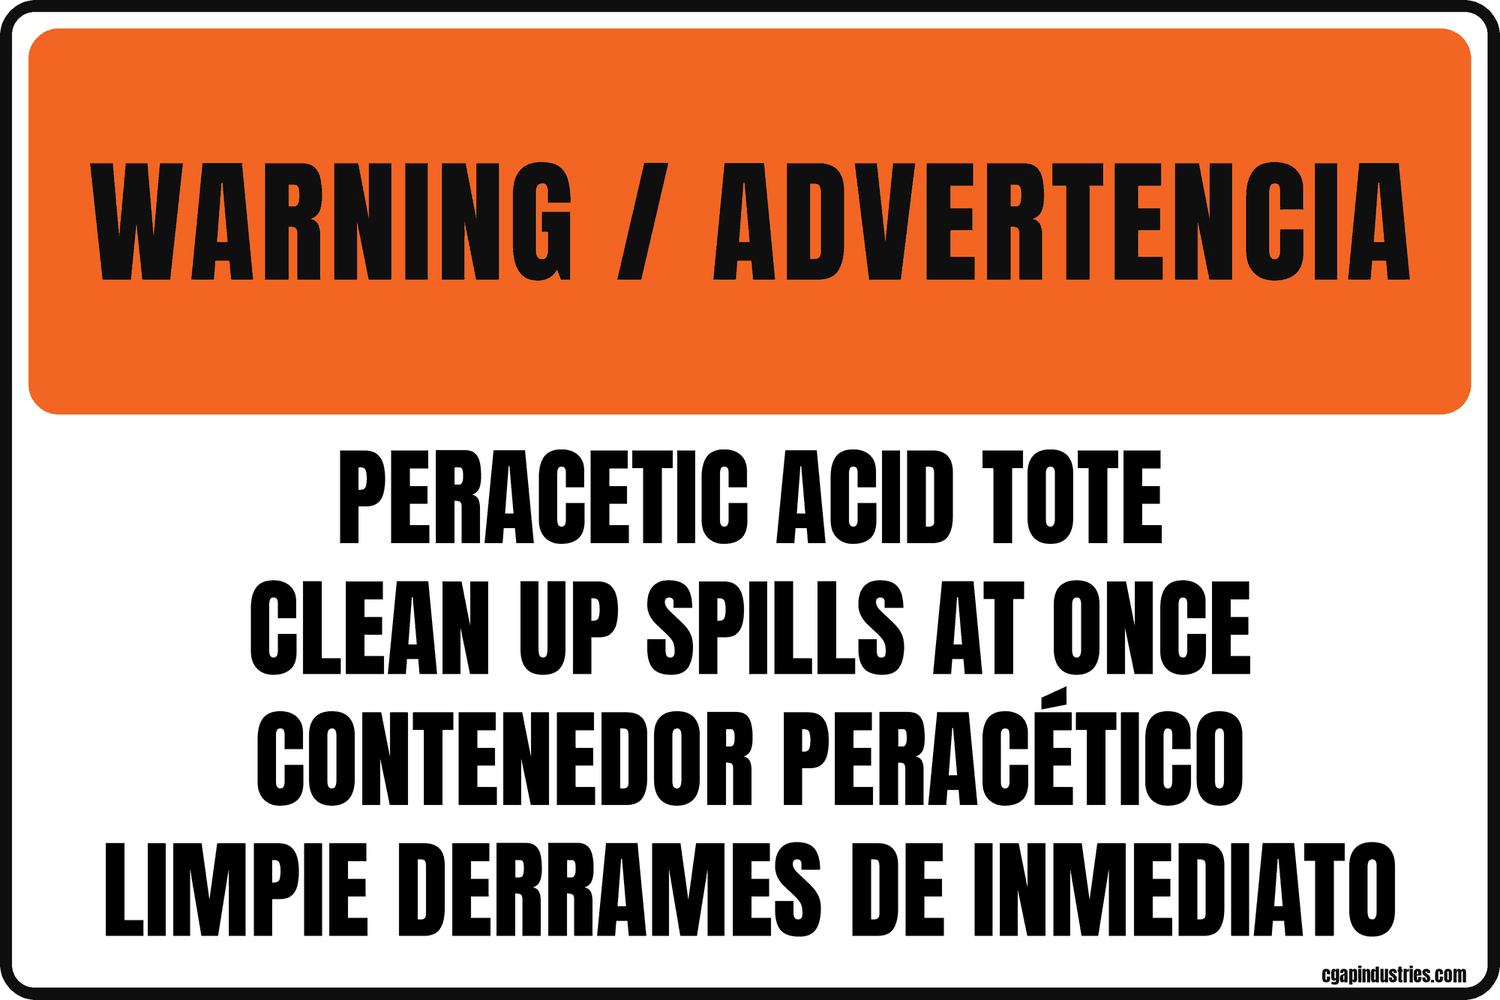 WARNING / ADVERTENCIA
PERACETIC ACID TOTE
CLEAN UP SPILLS AT ONCE
CONTENEDOR PERACÉTICO
LIMPIE DERRAMES DE INMEDIATO
cgapindustries.com